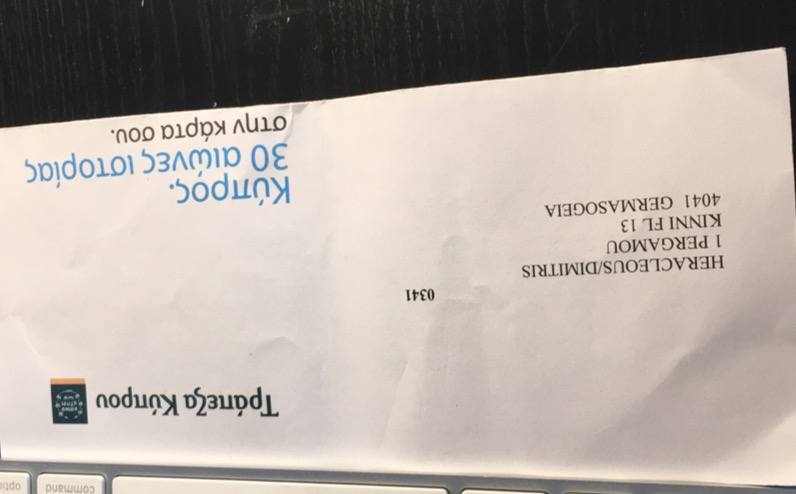 Τράπεζα Κύπρου
0341
HERACLEOUS/DIMITRIS
1 PERGAMOU
KINNI FL 13
4041 GERMASOGEIA
Κύπρος.
30 αιώνες ιστορίας
στην κάρτα σου.
command